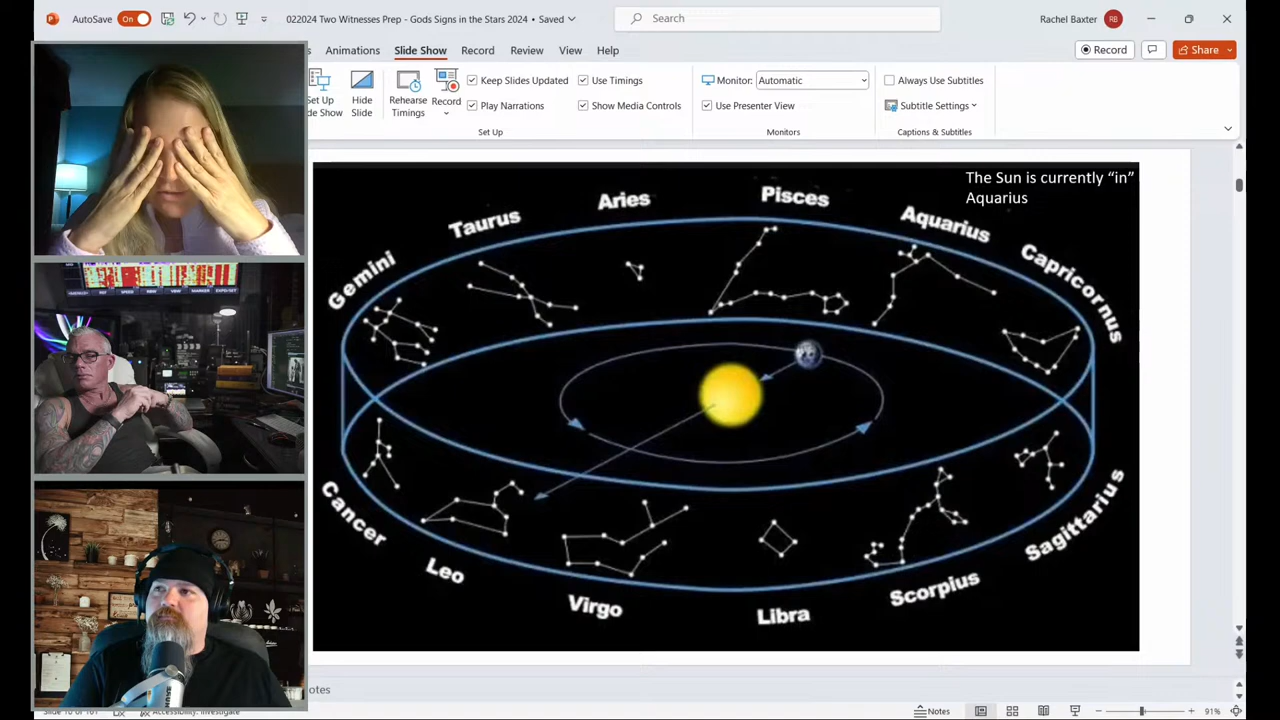 AutoSave
On
022024 Two Witnesses Prep - Gods Signs in the Stars 2024 • Saved
Search
Rachel Baxter
RB
Animations
Slide Show
Record
Review
View
Help
Record
Share
Set Up
Hide
Slide
Rehearse
Timings
Record
Keep Slides Updated
Play Narrations
Use Timings
Show Media Controls
Set Up
Monitor:
Automatic
Use Presenter View
Monitors
Always Use Subtitles
Subtitle Settings
Captions & Subtitles
The Sun is currently “in”
Aquarius
Gemini
Taurus
Aries
Pisces
Aquarius
Capricornus
Cancer
Leo
Virgo
Libra
Scorpius
Sagittarius
Notes
91%